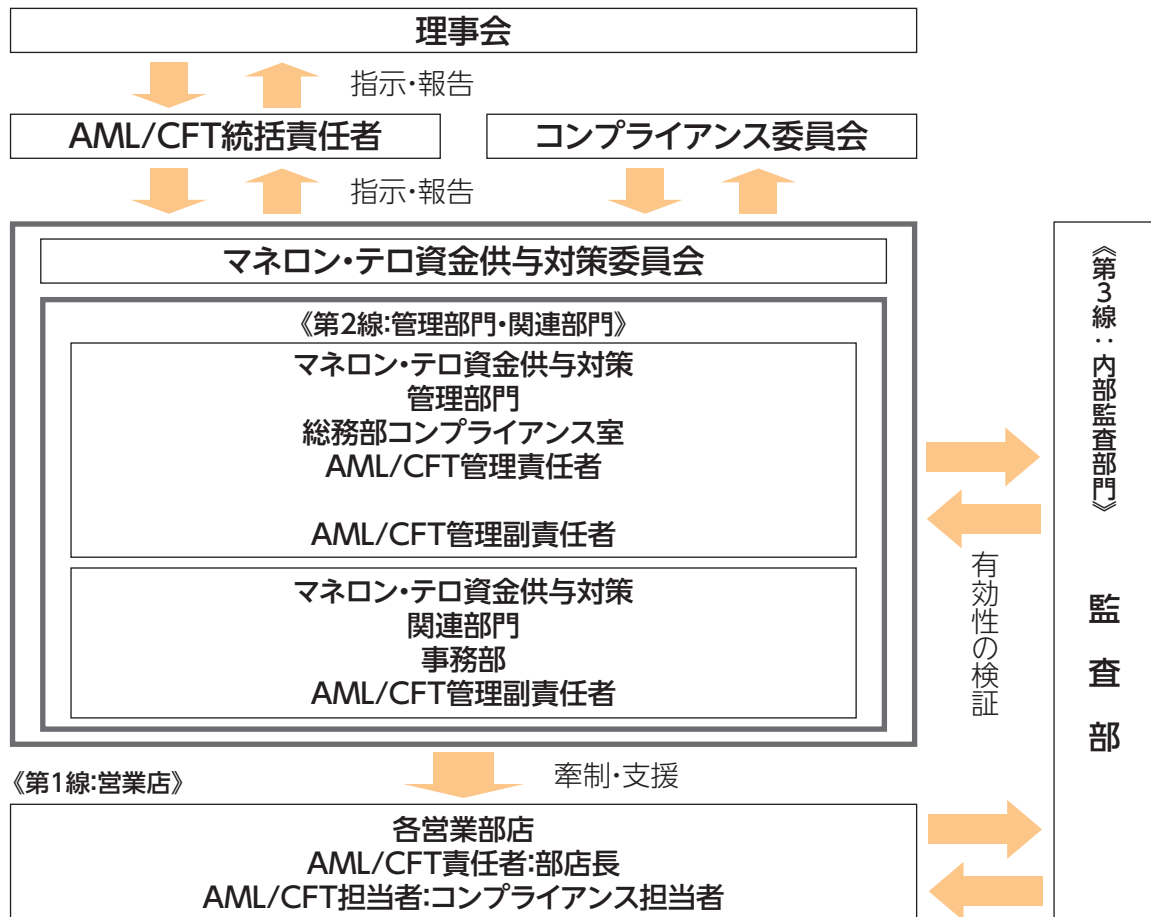 理事会
指示・報告
AML/CFT統括責任者
コンプライアンス委員会
指示・報告
マネロン・テロ資金供与対策委員会
《第2線:管理部門・関連部門》
マネロン・テロ資金供与対策
管理部門
総務部コンプライアンス室
AML/CFT管理責任者
AML/CFT管理副責任者
マネロン・テロ資金供与対策
関連部門
事務部
AML/CFT管理副責任者
有効性の検証
《第3線:内部監査部門》 監査部
牽制・支援
《第1線:営業店》
各営業部店
AML/CFT責任者:部店長
AML/CFT担当者:コンプライアンス担当者